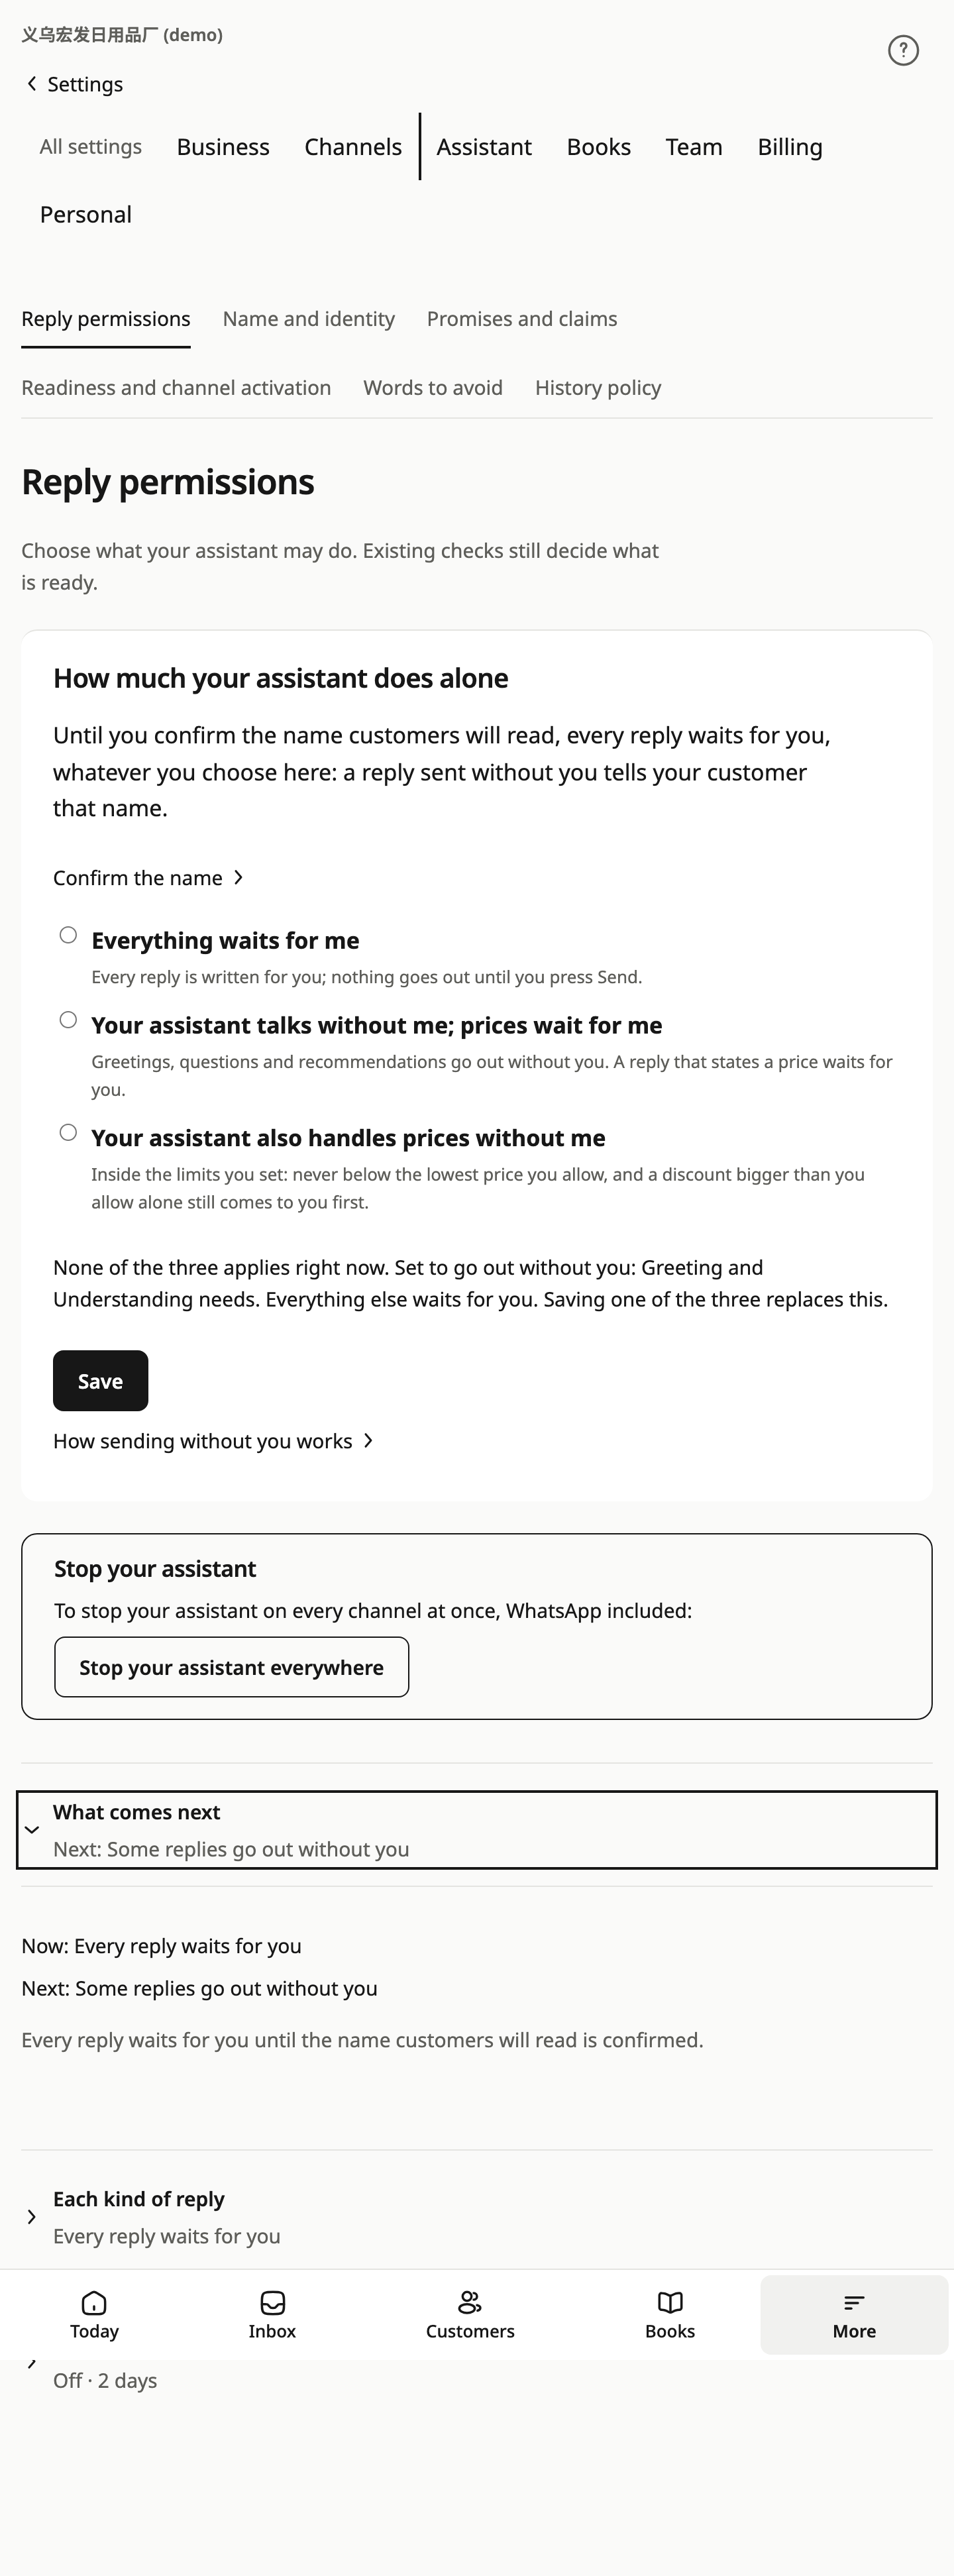 义乌宏发日用品厂 (demo)
?
Settings
All settings
Business
Channels
Assistant
Books
Team
Billing
Personal
Reply permissions
Name and identity
Promises and claims
Readiness and channel activation
Words to avoid
History policy
Reply permissions
Choose what your assistant may do. Existing checks still decide what
is ready.
How much your assistant does alone
Until you confirm the name customers will read, every reply waits for you,
whatever you choose here: a reply sent without you tells your customer
that name.
Confirm the name
Everything waits for me
Every reply is written for you; nothing goes out until you press Send.
Your assistant talks without me; prices wait for me
Greetings, questions and recommendations go out without you. A reply that states a price waits for
you.
Your assistant also handles prices without me
Inside the limits you set: never below the lowest price you allow, and a discount bigger than you
allow alone still comes to you first.
None of the three applies right now. Set to go out without you: Greeting and
Understanding needs. Everything else waits for you. Saving one of the three replaces this.
Save
How sending without you works
Stop your assistant
To stop your assistant on every channel at once, WhatsApp included:
Stop your assistant everywhere
What comes next
Next: Some replies go out without you
Now: Every reply waits for you
Next: Some replies go out without you
Every reply waits for you until the name customers will read is confirmed.
Each kind of reply
Every reply waits for you
Today
Inbox
Customers
Books
More
Off · 2 days